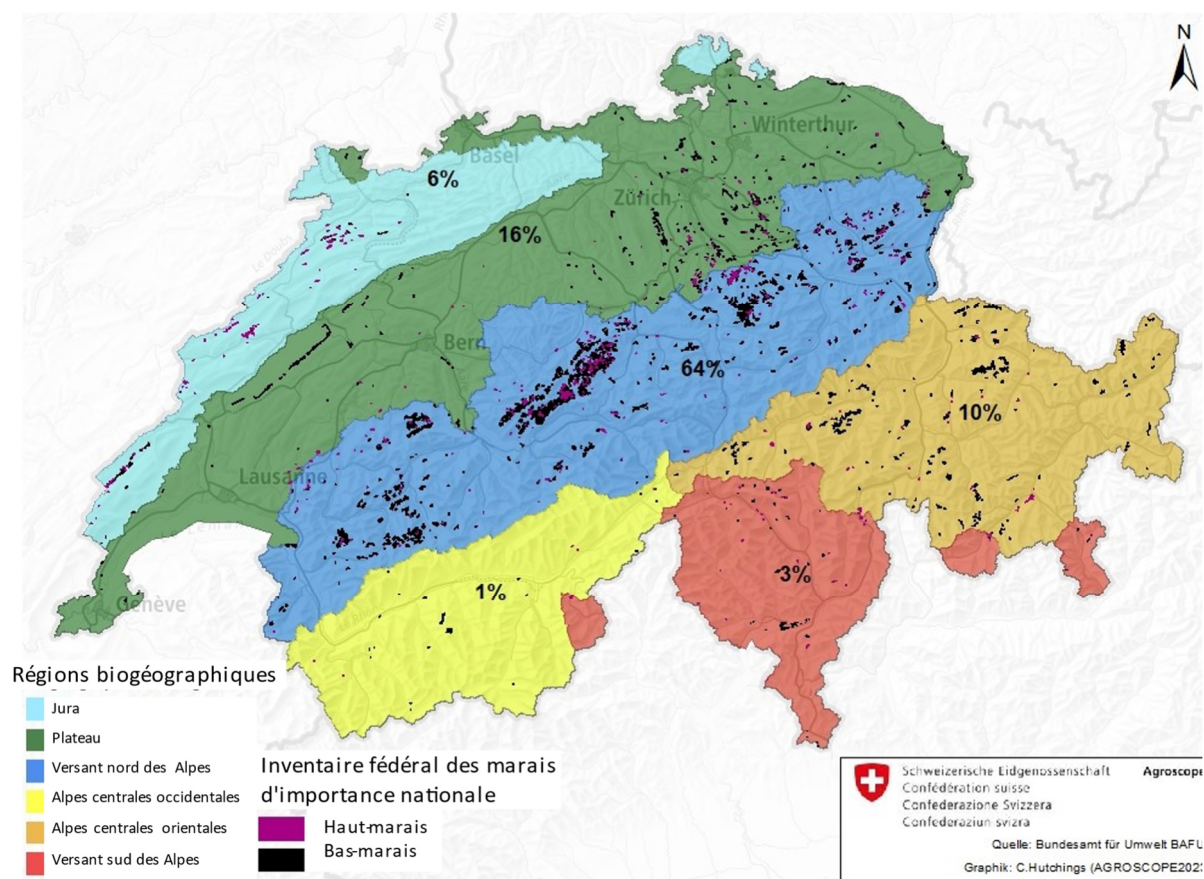 N
Winterthur
Basel
6%
Zürich
16%
Bern
64%
10%
Lausanne
3%
1%
Genève
Régions biogéographiques
Jura
Plateau
Versant nord des Alpes
Alpes centrales occidentales
Alpes centrales orientales
Versant sud des Alpes
Inventaire fédéral des marais
d'importance nationale
Haut-marais
Bas-marais
Schweizerische Eidgenossenschaft
Confédération suisse
Confederazione Svizzera
Confederaziun svizra
Agroscope
Quelle: Bundesamt für Umwelt BAFU
Graphik: C.Hutchings (AGROSCOPE2023